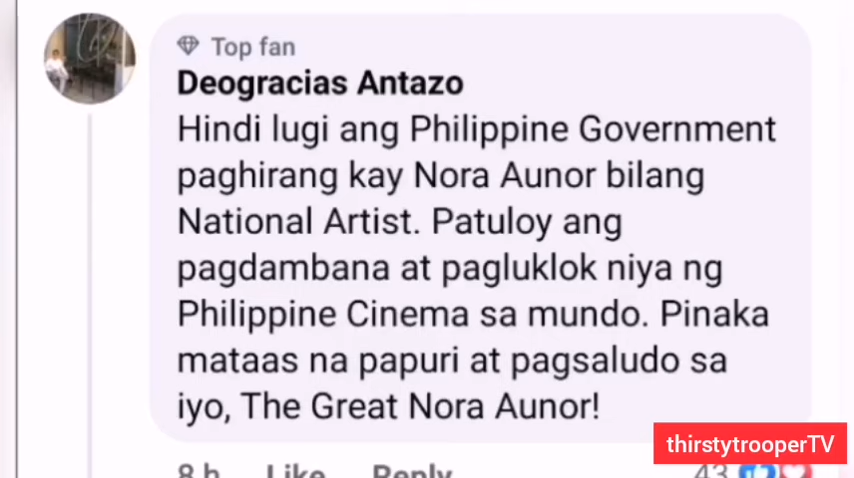 Top fan
Deogracias Antazo
Hindi lugi ang Philippine Government
paghirang kay Nora Aunor bilang
National Artist. Patuloy ang
pagdambana at pagluklok niya ng
Philippine Cinema sa mundo. Pinaka
mataas na papuri at pagsaludo sa
iyo, The Great Nora Aunor!
thirstytrooperTV
8 h Like Reply 43